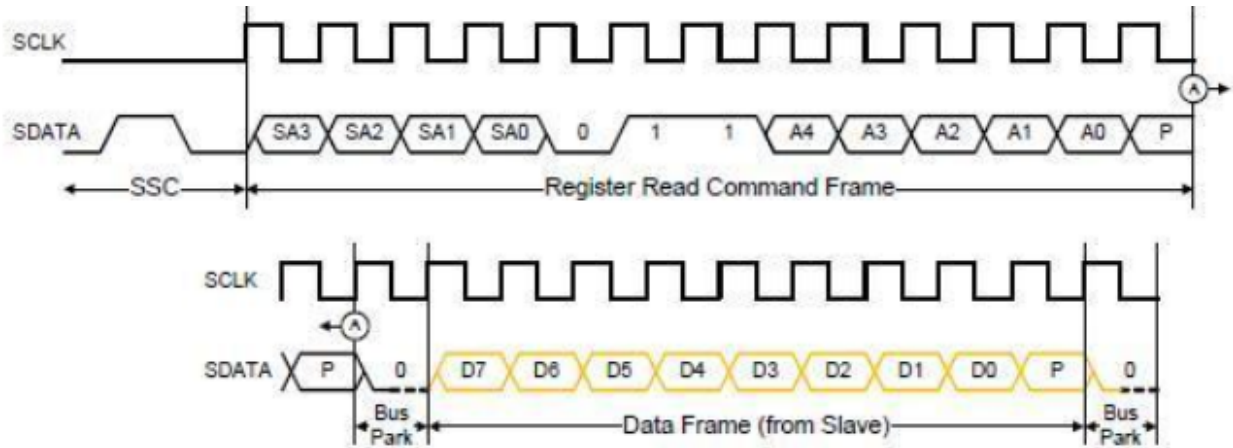 SCLK
A
SDATA SA3 SA2 SA1 SA0 0 1 1 A4 A3 A2 A1 A0 P
SSC Register Read Command Frame
SCLK
A
SDATA P 0 D7 D6 D5 D4 D3 D2 D1 D0 P 0
Bus Park Data Frame (from Slave) Bus Park